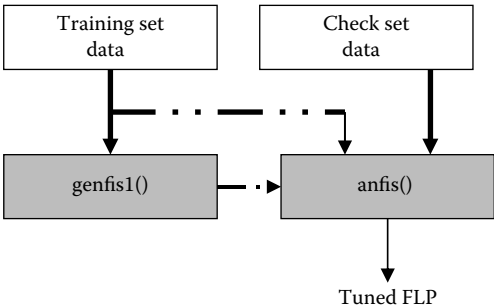 Training set
data
Check set
data
genfis1()
anfis()
Tuned FLP